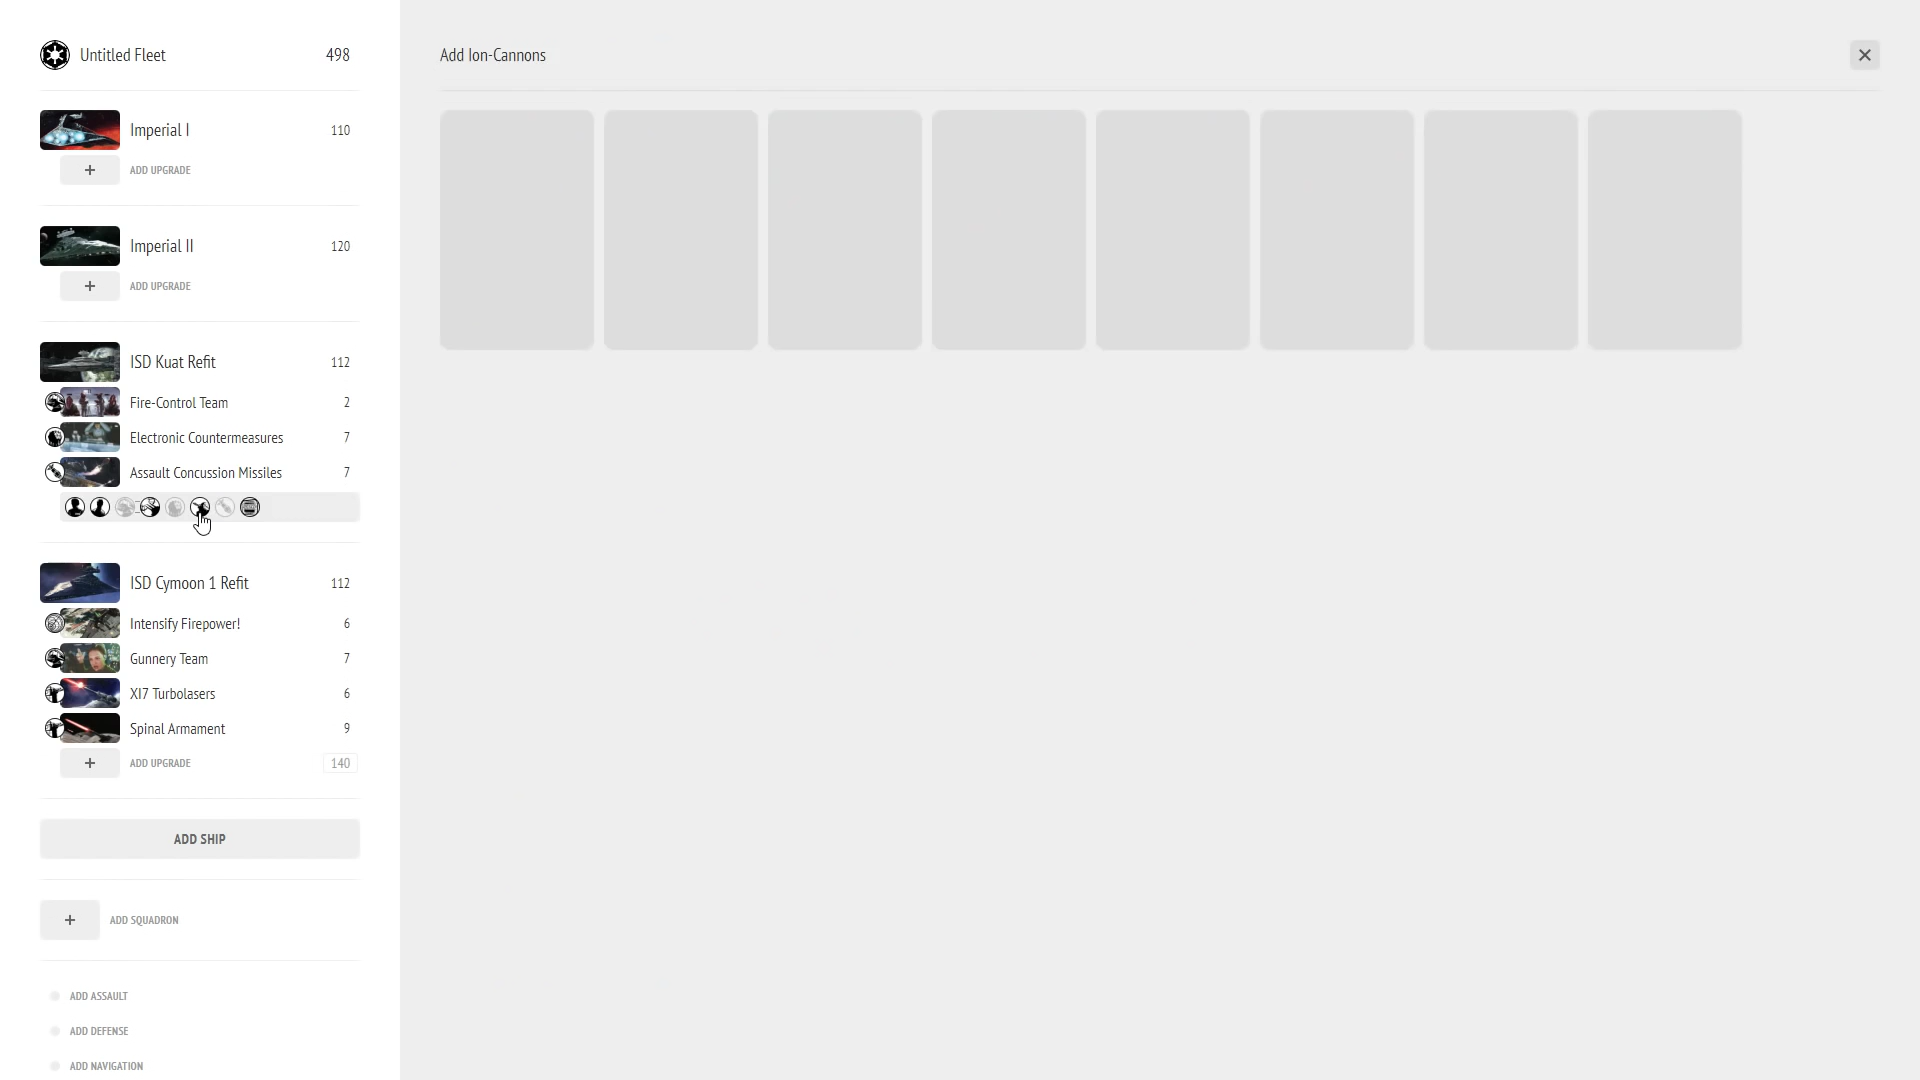 Untitled Fleet 498
Add Ion-Cannons
Imperial I 110
ADD UPGRADE
Imperial II 120
ADD UPGRADE
ISD Kuat Refit 112
Fire-Control Team 2
Electronic Countermeasures 7
Assault Concussion Missiles 7
ISD Cymoon 1 Refit 112
Intensify Firepower! 6
Gunnery Team 7
XI7 Turbolasers 6
Spinal Armament 9
ADD UPGRADE 140
ADD SHIP
ADD SQUADRON
ADD ASSAULT
ADD DEFENSE
ADD NAVIGATION